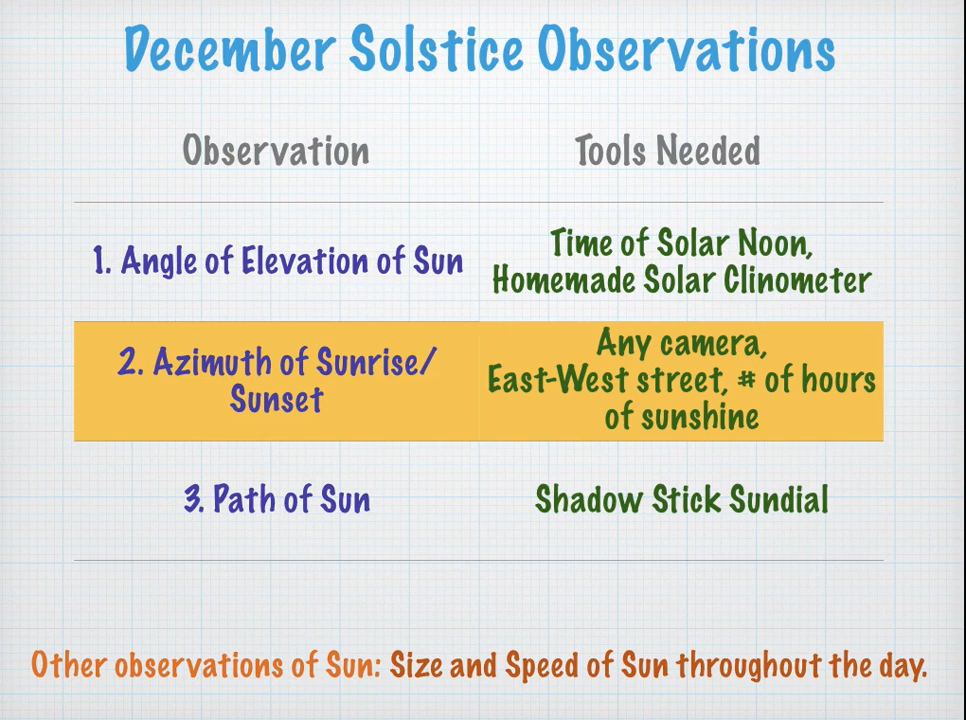 December Solstice Observations
Observation
Tools Needed
1. Angle of Elevation of Sun
Time of Solar Noon,
Homemade Solar Clinometer
2. Azimuth of Sunrise/
Sunset
Any camera,
East-West street, # of hours
of sunshine
3. Path of Sun
Shadow Stick Sundial
Other observations of Sun: Size and Speed of Sun throughout the day.